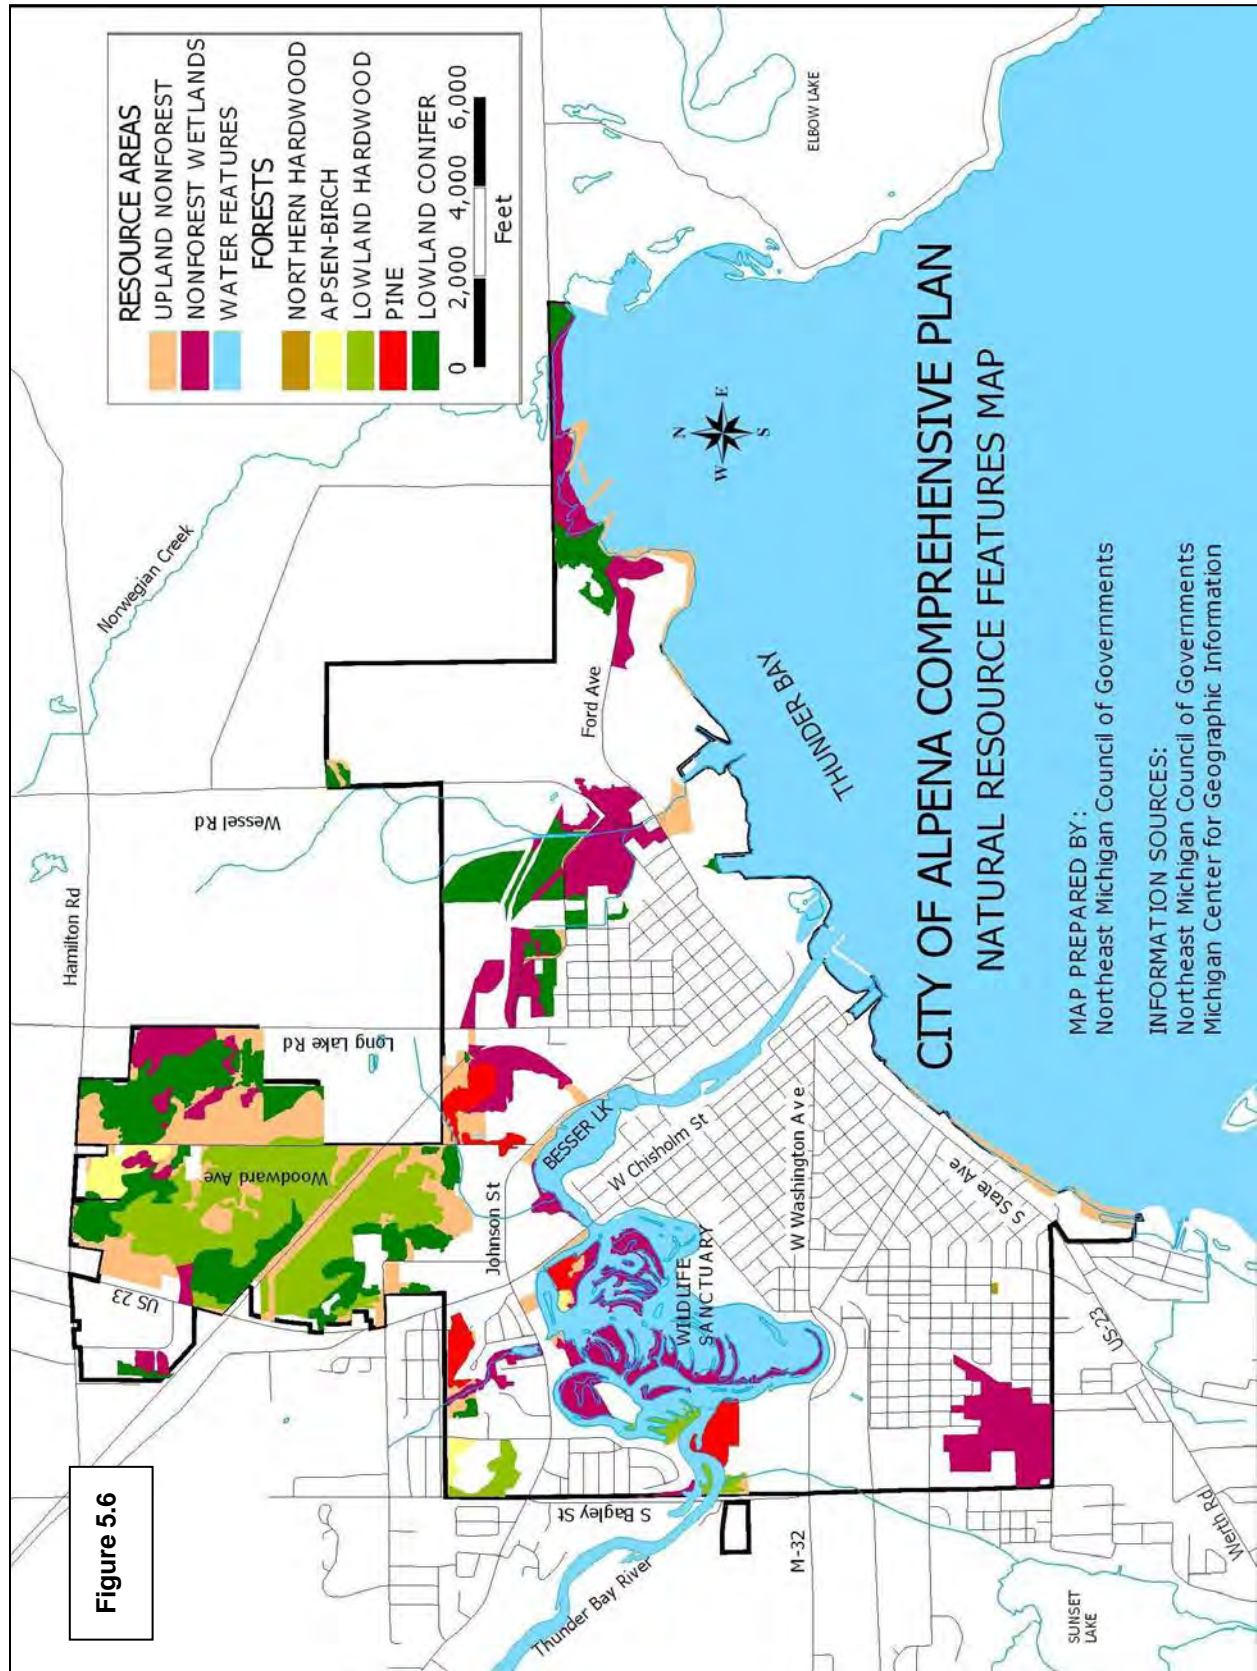 Figure 5.6
RESOURCE AREAS
UPLAND NONFOREST
NONFOREST WETLANDS
WATER FEATURES
FORESTS
NORTHERN HARDWOOD
APSEN-BIRCH
LOWLAND HARDWOOD
PINE
LOWLAND CONIFER
0 2,000 4,000 6,000
Feet
Hamilton Rd
Norwegian Creek
US 23
Woodward Ave
Long Lake Rd
Wessel Rd
ELBOW LAKE
Johnson St
Ford Ave
S Bagley St
BESSER LK
Thunder Bay River
WILDLIFE
SANCTUARY
W Chisholm St
N
W E
S
THUNDER BAY
M-32
W Washington Ave
S State Ave
US-23
Werth Rd
SUNSET
LAKE
CITY OF ALPENA COMPREHENSIVE PLAN
NATURAL RESOURCE FEATURES MAP
MAP PREPARED BY:
Northeast Michigan Council of Governments
INFORMATION SOURCES:
Northeast Michigan Council of Governments
Michigan Center for Geographic Information